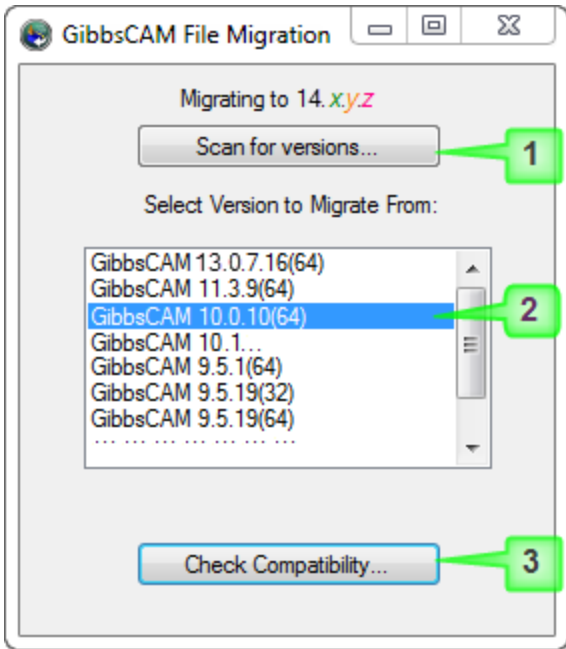 GibbsCAM File Migration
Migrating to 14.x.y.z
Scan for versions...
1
Select Version to Migrate From:
GibbsCAM 13.0.7.16(64)
GibbsCAM 11.3.9(64)
GibbsCAM 10.0.10(64)
2
GibbsCAM 10.1...
GibbsCAM 9.5.1(64)
GibbsCAM 9.5.19(32)
GibbsCAM 9.5.19(64)
... ... ... ... ... ... ...
Check Compatibility...
3